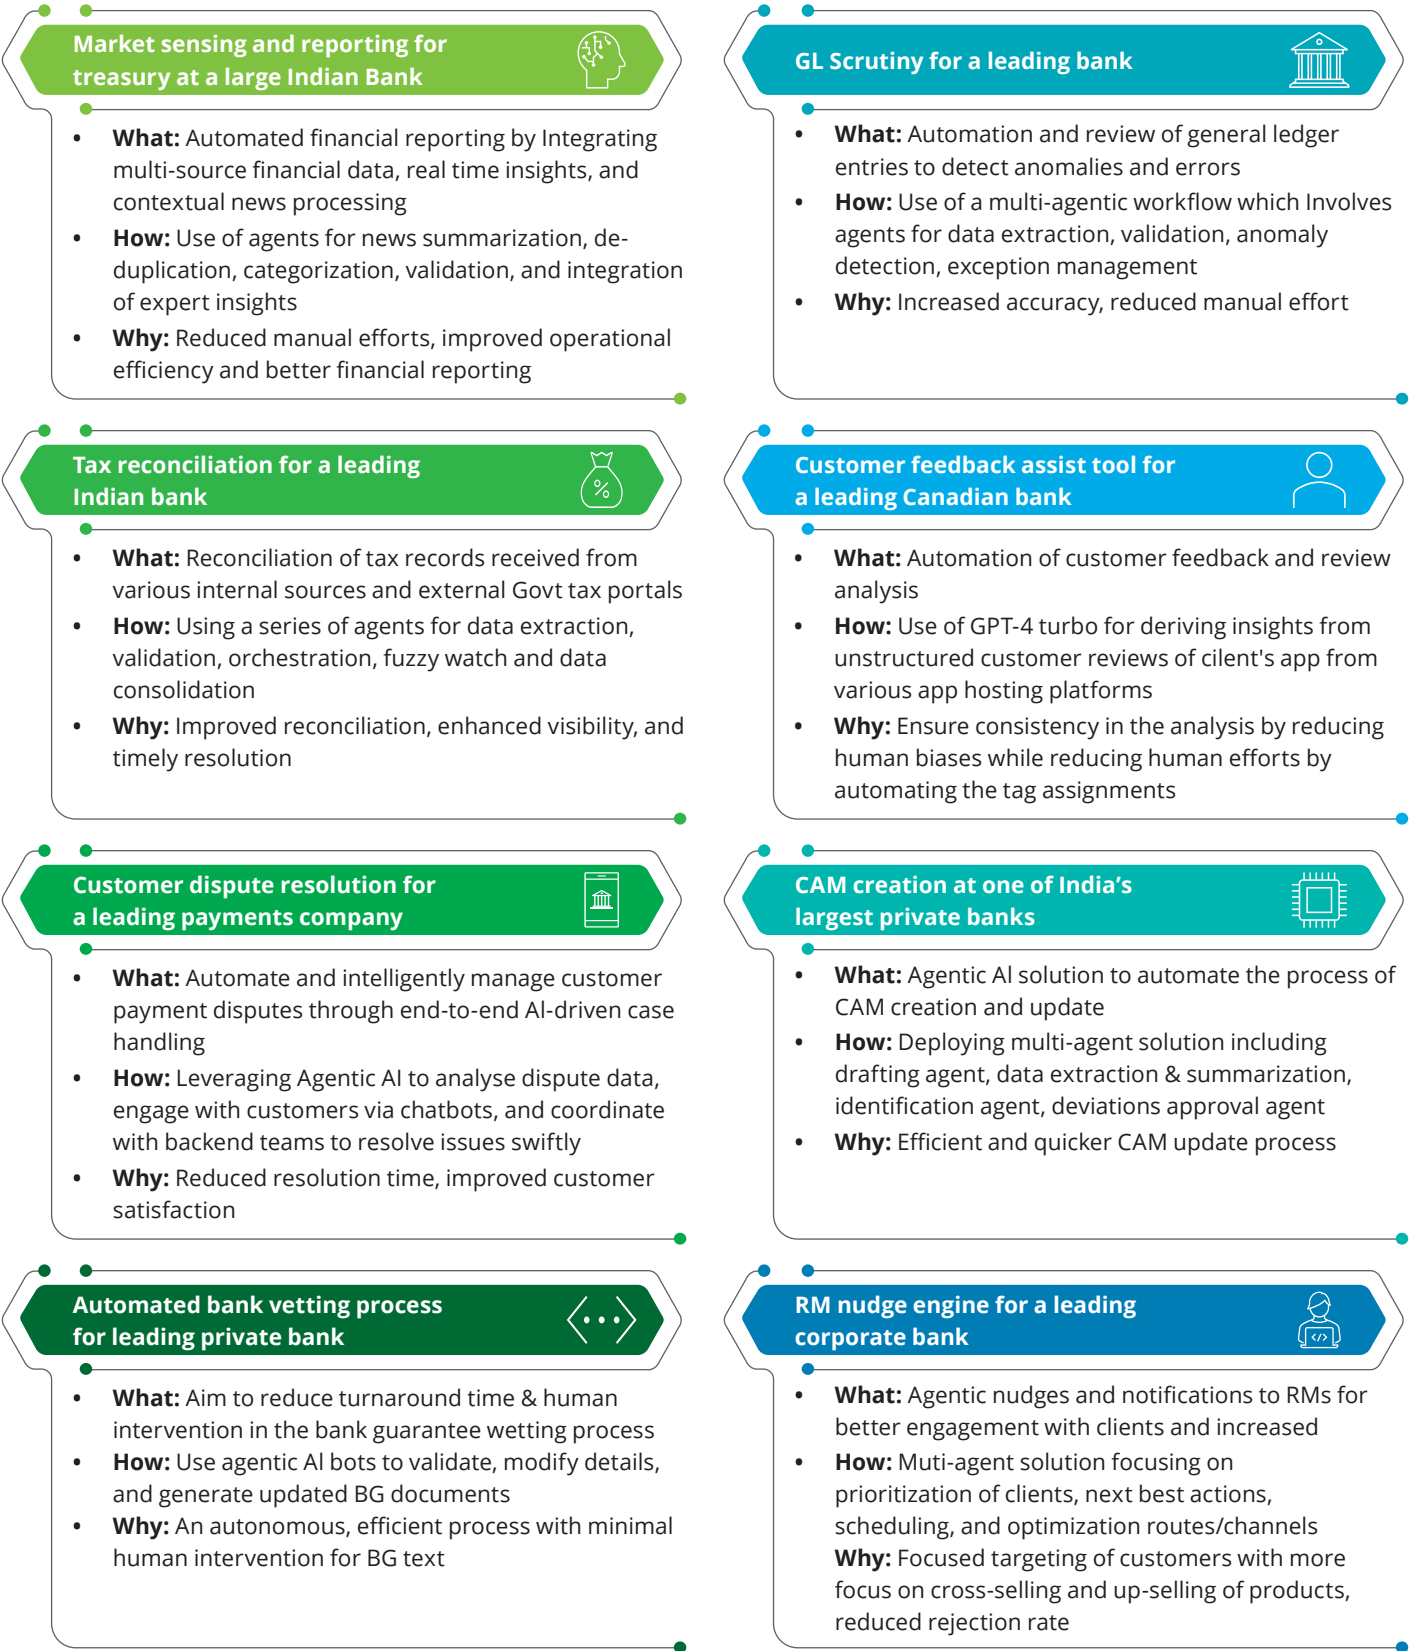 Market sensing and reporting for
treasury at a large Indian Bank
• What: Automated financial reporting by Integrating
multi-source financial data, real time insights, and
contextual news processing
• How: Use of agents for news summarization, de-
duplication, categorization, validation, and integration
of expert insights
• Why: Reduced manual efforts, improved operational
efficiency and better financial reporting
GL Scrutiny for a leading bank
• What: Automation and review of general ledger
entries to detect anomalies and errors
• How: Use of a multi-agentic workflow which Involves
agents for data extraction, validation, anomaly
detection, exception management
• Why: Increased accuracy, reduced manual effort
Tax reconciliation for a leading
Indian bank
%
• What: Reconciliation of tax records received from
various internal sources and external Govt tax portals
• How: Using a series of agents for data extraction,
validation, orchestration, fuzzy watch and data
consolidation
• Why: Improved reconciliation, enhanced visibility, and
timely resolution
Customer feedback assist tool for
a leading Canadian bank
• What: Automation of customer feedback and review
analysis
• How: Use of GPT-4 turbo for deriving insights from
unstructured customer reviews of cilent's app from
various app hosting platforms
• Why: Ensure consistency in the analysis by reducing
human biases while reducing human efforts by
automating the tag assignments
Customer dispute resolution for
a leading payments company
• What: Automate and intelligently manage customer
payment disputes through end-to-end AI-driven case
handling
• How: Leveraging Agentic AI to analyse dispute data,
engage with customers via chatbots, and coordinate
with backend teams to resolve issues swiftly
• Why: Reduced resolution time, improved customer
satisfaction
CAM creation at one of India’s
largest private banks
• What: Agentic AI solution to automate the process of
CAM creation and update
• How: Deploying multi-agent solution including
drafting agent, data extraction & summarization,
identification agent, deviations approval agent
• Why: Efficient and quicker CAM update process
Automated bank vetting process
for leading private bank
• What: Aim to reduce turnaround time & human
intervention in the bank guarantee wetting process
• How: Use agentic AI bots to validate, modify details,
and generate updated BG documents
• Why: An autonomous, efficient process with minimal
human intervention for BG text
RM nudge engine for a leading
corporate bank
</>
• What: Agentic nudges and notifications to RMs for
better engagement with clients and increased
• How: Muti-agent solution focusing on
prioritization of clients, next best actions,
scheduling, and optimization routes/channels
Why: Focused targeting of customers with more
focus on cross-selling and up-selling of products,
reduced rejection rate